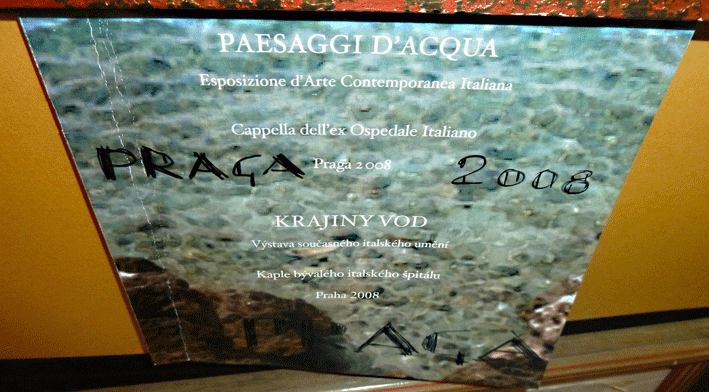 PAESAGGI D'ACQUA
Esposizione d'Arte Contemporanea Italiana
Cappella dell'ex Ospedale Italiano
PRAGA Praga 2008 2008
KRAJINY VOD
Výstava současného italského umění
Kaple bývalého italského špitálu
Praha 2008
PRAGA